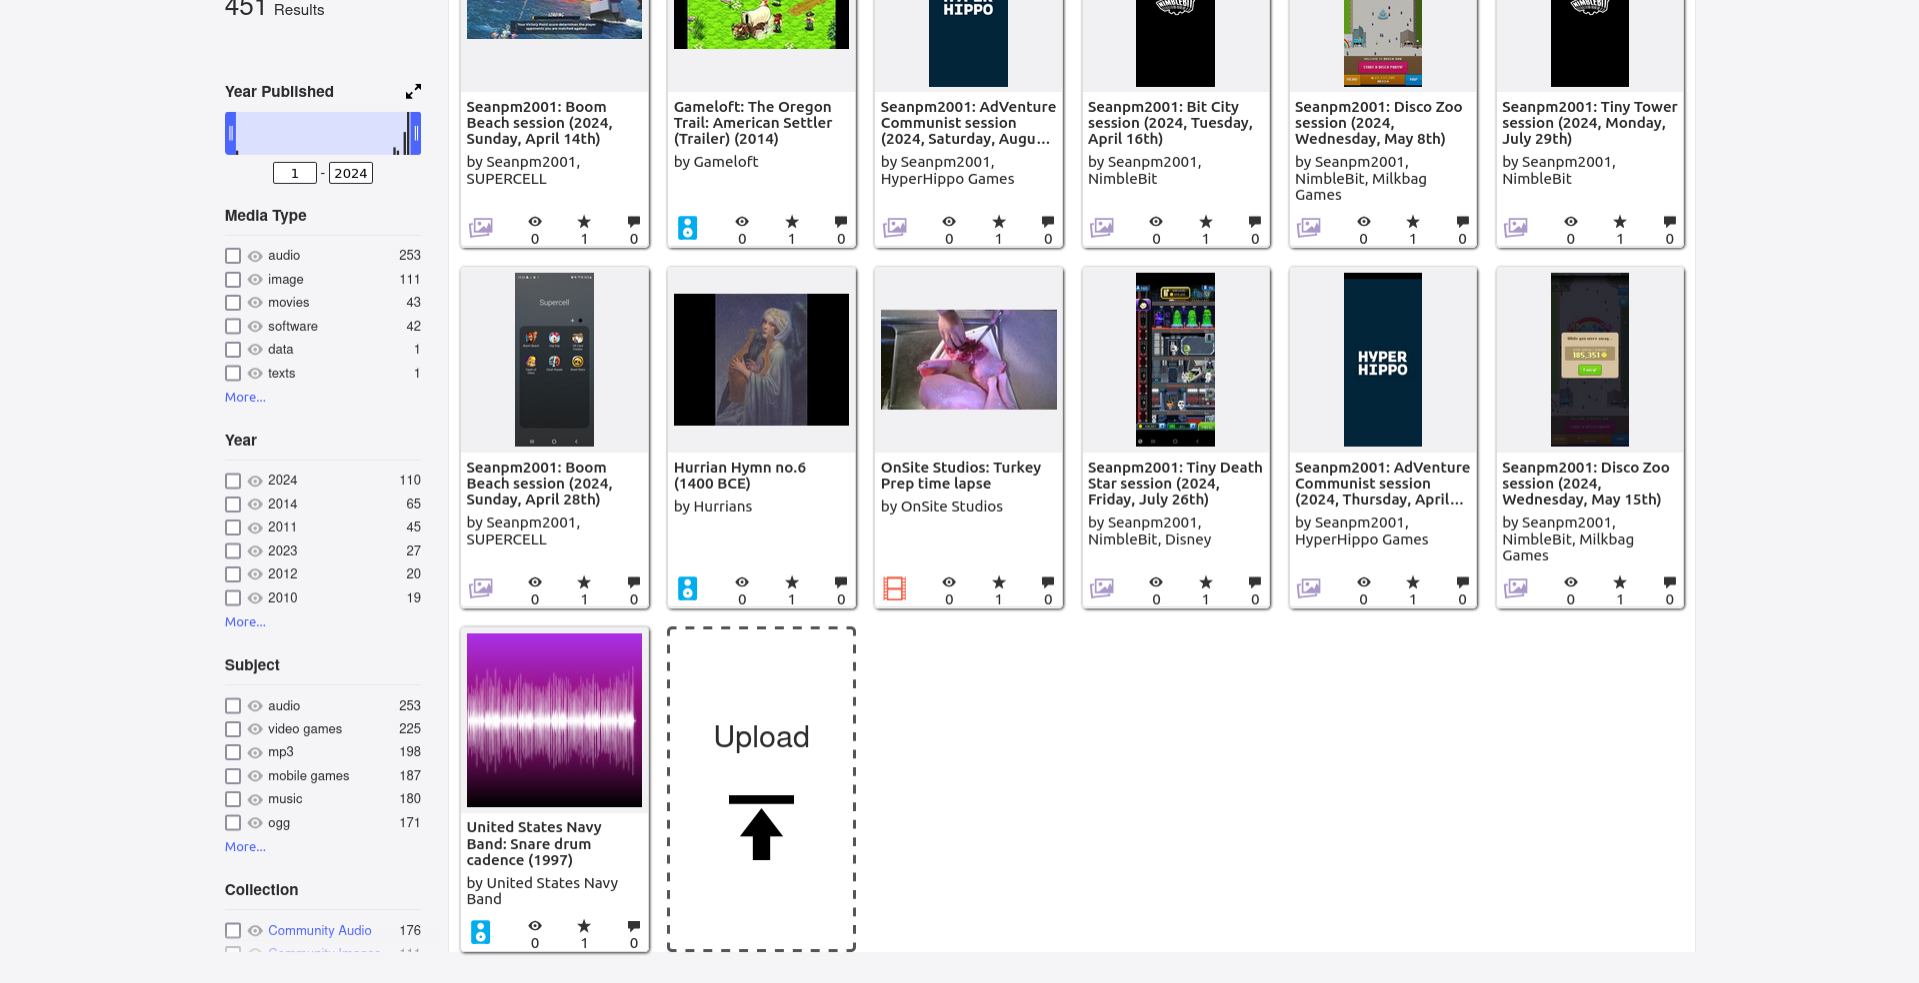 451 Results
Year Published
1 - 2024
Media Type
audio 253
image 111
movies 43
software 42
data 1
texts 1
More...
Year
2024 110
2014 65
2011 45
2023 27
2012 20
2010 19
More...
Subject
audio 253
video games 225
mp3 198
mobile games 187
music 180
ogg 171
More...
Collection
Community Audio 176
Community Images 111
HYPER
HIPPO
NIMBLEBIT
NIMBLEBIT
Seanpm2001: Boom
Beach session (2024,
Sunday, April 14th)
by Seanpm2001,
SUPERCELL
0 1 0
Gameloft: The Oregon
Trail: American Settler
(Trailer) (2014)
by Gameloft
0 1 0
Seanpm2001: AdVenture
Communist session
(2024, Saturday, Augu...
by Seanpm2001,
HyperHippo Games
0 1 0
Seanpm2001: Bit City
session (2024, Tuesday,
April 16th)
by Seanpm2001,
NimbleBit
0 1 0
Seanpm2001: Disco Zoo
session (2024,
Wednesday, May 8th)
by Seanpm2001,
NimbleBit, Milkbag
Games
0 1 0
Seanpm2001: Tiny Tower
session (2024, Monday,
July 29th)
by Seanpm2001,
NimbleBit
0 1 0
Supercell
Seanpm2001: Boom
Beach session (2024,
Sunday, April 28th)
by Seanpm2001,
SUPERCELL
0 1 0
Hurrian Hymn no.6
(1400 BCE)
by Hurrians
0 1 0
OnSite Studios: Turkey
Prep time lapse
by OnSite Studios
0 1 0
Seanpm2001: Tiny Death
Star session (2024,
Friday, July 26th)
by Seanpm2001,
NimbleBit, Disney
0 1 0
HYPER
HIPPO
Seanpm2001: AdVenture
Communist session
(2024, Thursday, April...
by Seanpm2001,
HyperHippo Games
0 1 0
185,351
Seanpm2001: Disco Zoo
session (2024,
Wednesday, May 15th)
by Seanpm2001,
NimbleBit, Milkbag
Games
0 1 0
United States Navy
Band: Snare drum
cadence (1997)
by United States Navy
Band
0 1 0
Upload